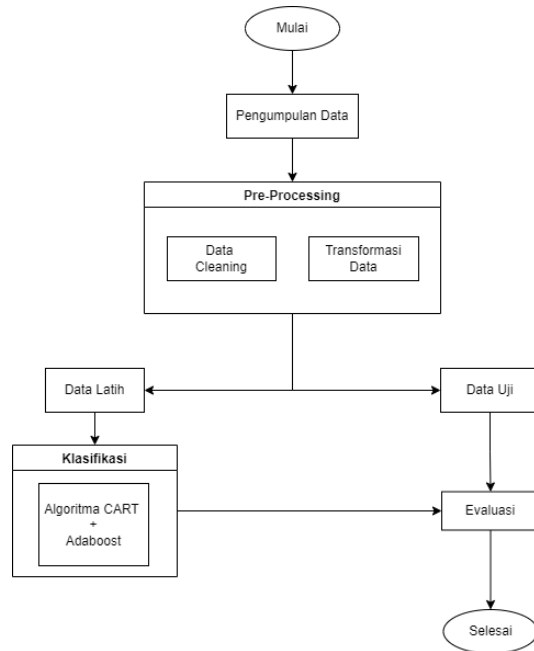 Mulai
Pengumpulan Data
Pre-Processing
Data
Cleaning
Transformasi
Data
Data Latih
Data Uji
Klasifikasi
Algoritma CART
+
Adaboost
Evaluasi
Selesai